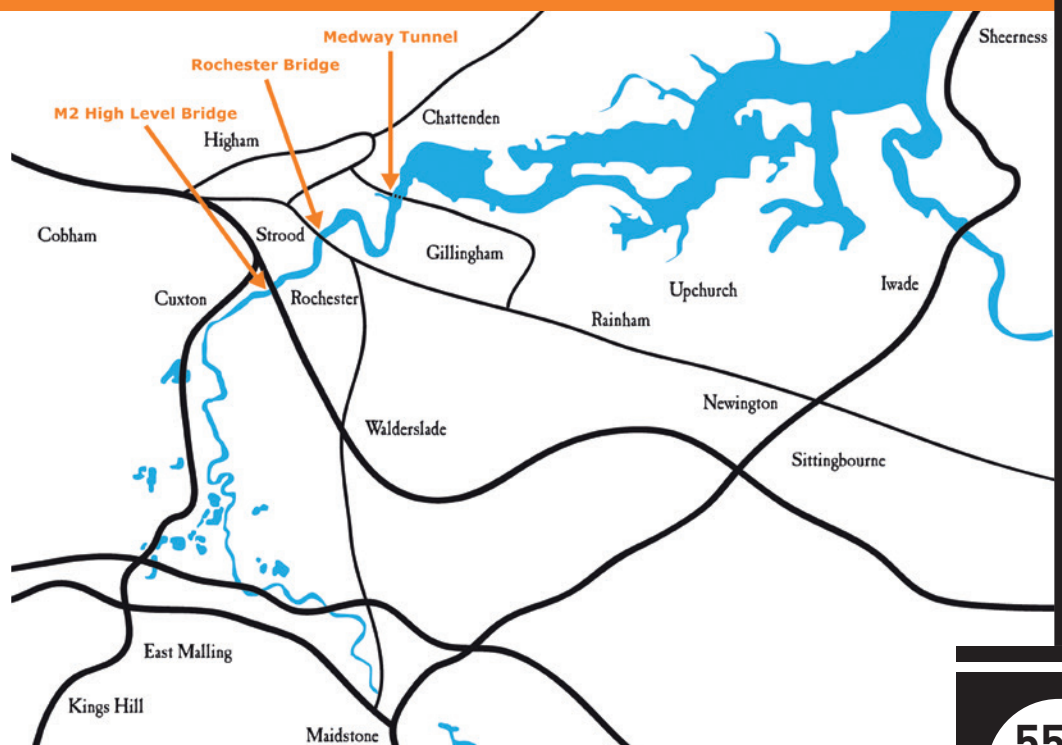 Medway Tunnel
Rochester Bridge
M2 High Level Bridge
Sheerness
Chattenden
Higham
Cobham
Strood
Gillingham
Cuxton
Rochester
Upchurch
Iwade
Rainham
Newington
Walderslade
Sittingbourne
East Malling
Kings Hill
Maidstone
55